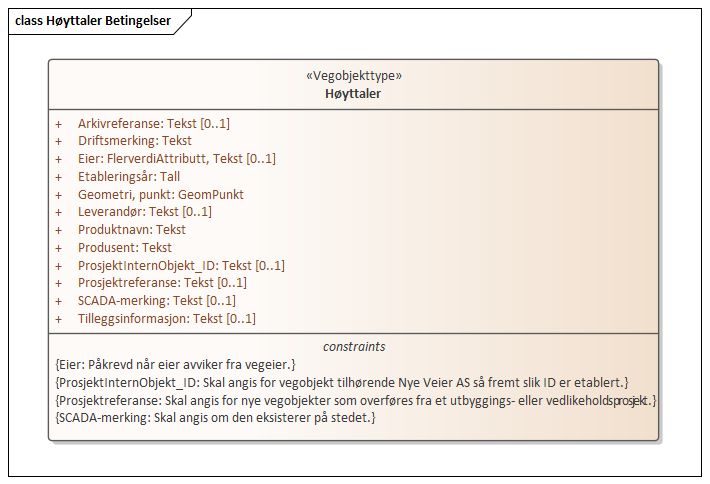 class Høyttaler Betingelser
«Vegobjekttype»
Høyttaler
+ Arkivreferanse: Tekst [0..1]
+ Driftsmerking: Tekst
+ Eier: FlerverdiAttributt, Tekst [0..1]
+ Etableringsår: Tall
+ Geometri, punkt: GeomPunkt
+ Leverandør: Tekst [0..1]
+ Produktnavn: Tekst
+ Produsent: Tekst
+ ProsjektInternObjekt_ID: Tekst [0..1]
+ Prosjektreferanse: Tekst [0..1]
+ SCADA-merking: Tekst [0..1]
+ Tilleggsinformasjon: Tekst [0..1]
constraints
{Eier: Påkrevd når eier avviker fra vegeier.}
{ProsjektInternObjekt_ID: Skal angis for vegobjekt tilhørende Nye Veier AS så fremt slik ID er etablert.}
{Prosjektreferanse: Skal angis for nye vegobjekter som overføres fra et utbyggings- eller vedlikeholdsprosjekt.}
{SCADA-merking: Skal angis om den eksisterer på stedet.}